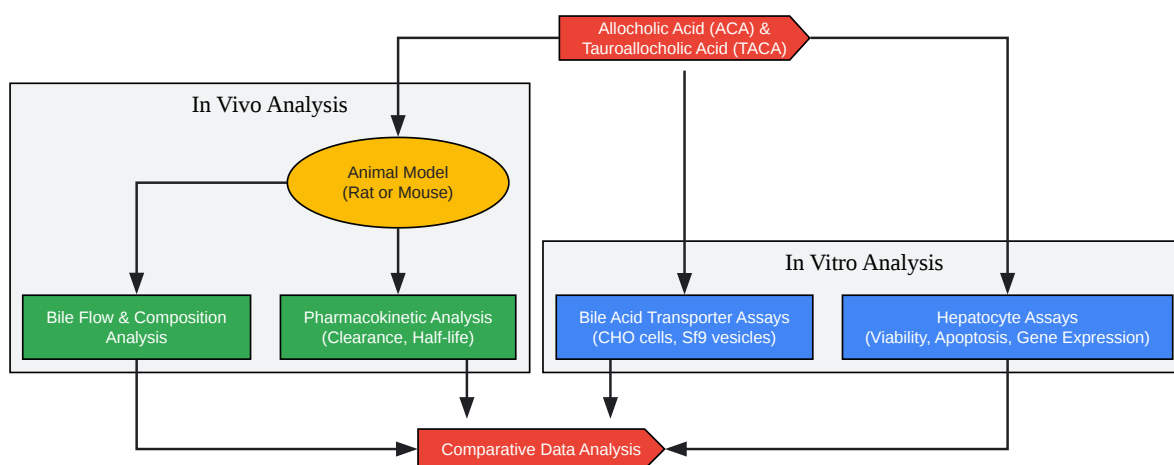 Allocholic Acid (ACA) &
Tauroallocholic Acid (TACA)
In Vivo Analysis
Animal Model
(Rat or Mouse)
In Vitro Analysis
Bile Flow & Composition
Analysis
Pharmacokinetic Analysis
(Clearance, Half-life)
Bile Acid Transporter Assays
(CHO cells, Sf9 vesicles)
Hepatocyte Assays
(Viability, Apoptosis, Gene Expression)
Comparative Data Analysis